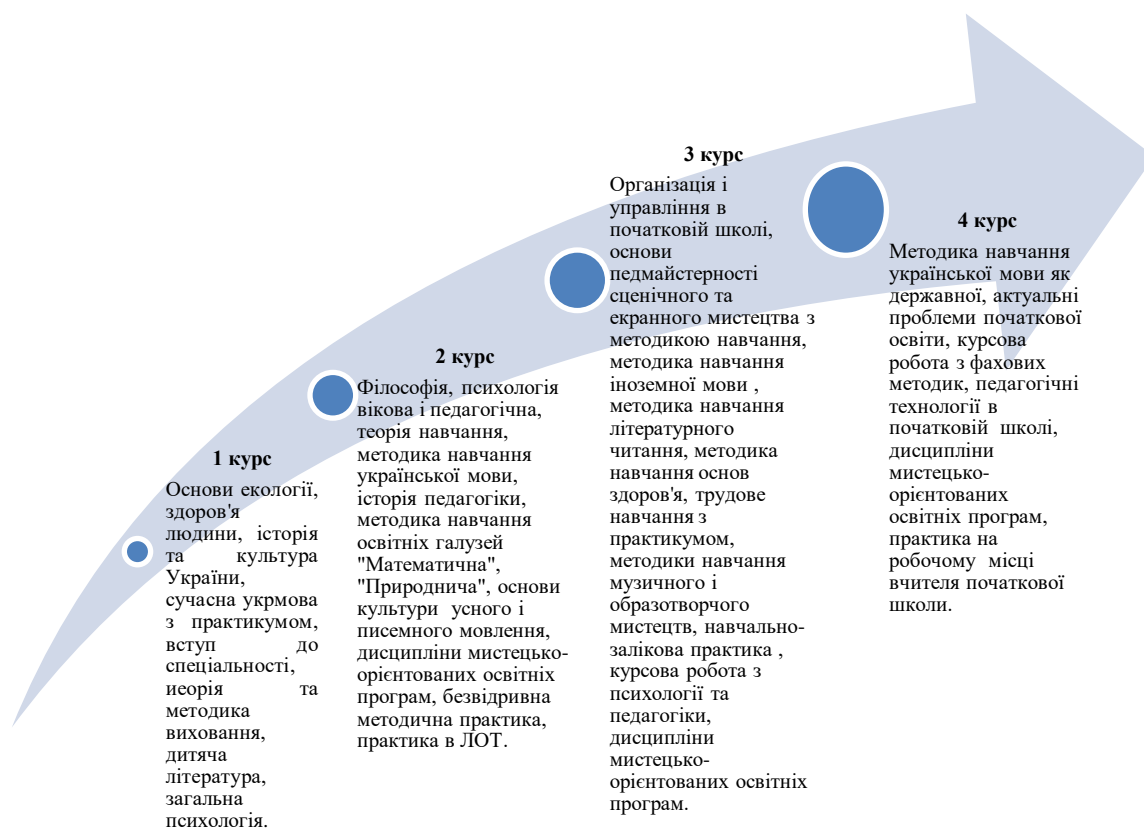 1 курс
Основи екології,
здоров'я
людини, історія
та культура
України,
сучасна укрмова
з практикумом,
вступ до
спеціальності,
иеорія та
методика
виховання,
дитяча
література,
загальна
психологія.
2 курс
Філософія, психологія
вікова і педагогічна,
теорія навчання,
методика навчання
української мови,
історія педагогіки,
методика навчання
освітніх галузей
"Математична",
"Природнича", основи
культури усного і
писемного мовлення,
дисципліни мистецько-
орієнтованих освітніх
програм, безвідривна
методична практика,
практика в ЛОТ.
3 курс
Організація і
управління в
початковій школі,
основи
педмайстерності
сценічного та
екранного мистецтва з
методикою навчання,
методика навчання
іноземної мови ,
методика навчання
літературного
читання, методика
навчання основ
здоров'я, трудове
навчання з
практикумом,
методики навчання
музичного і
образотворчого
мистецтв, навчально-
залікова практика ,
курсова робота з
психології та
педагогіки,
дисципліни
мистецько-
орієнтованих освітніх
програм.
4 курс
Методика навчання
української мови як
державної, актуальні
проблеми початкової
освіти, курсова
робота з фахових
методик, педагогічні
технології в
початковій школі,
дисципліни
мистецько-
орієнтованих
освітніх програм,
практика на
робочому місці
вчителя початкової
школи.